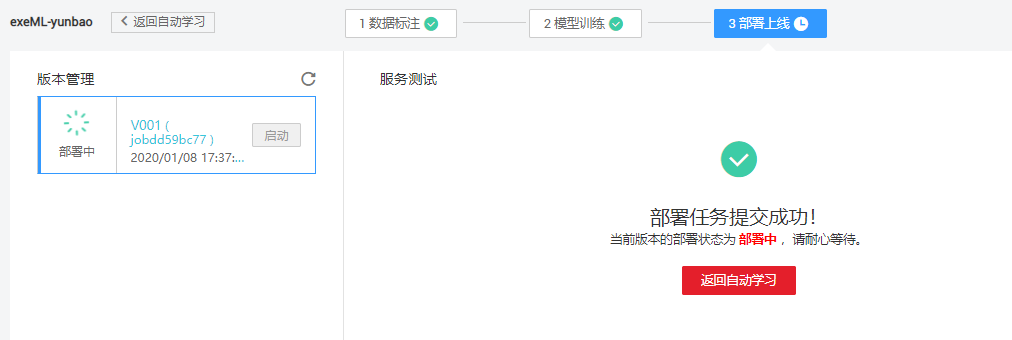 exeML-yunbao
返回自动学习
1 数据标注
2 模型训练
3 部署上线
版本管理
部署中
V001 (
jobdd59bc77 )
2020/01/08 17:37:...
启动
服务测试
部署任务提交成功！
当前版本的部署状态为 部署中 ，请耐心等待。
返回自动学习